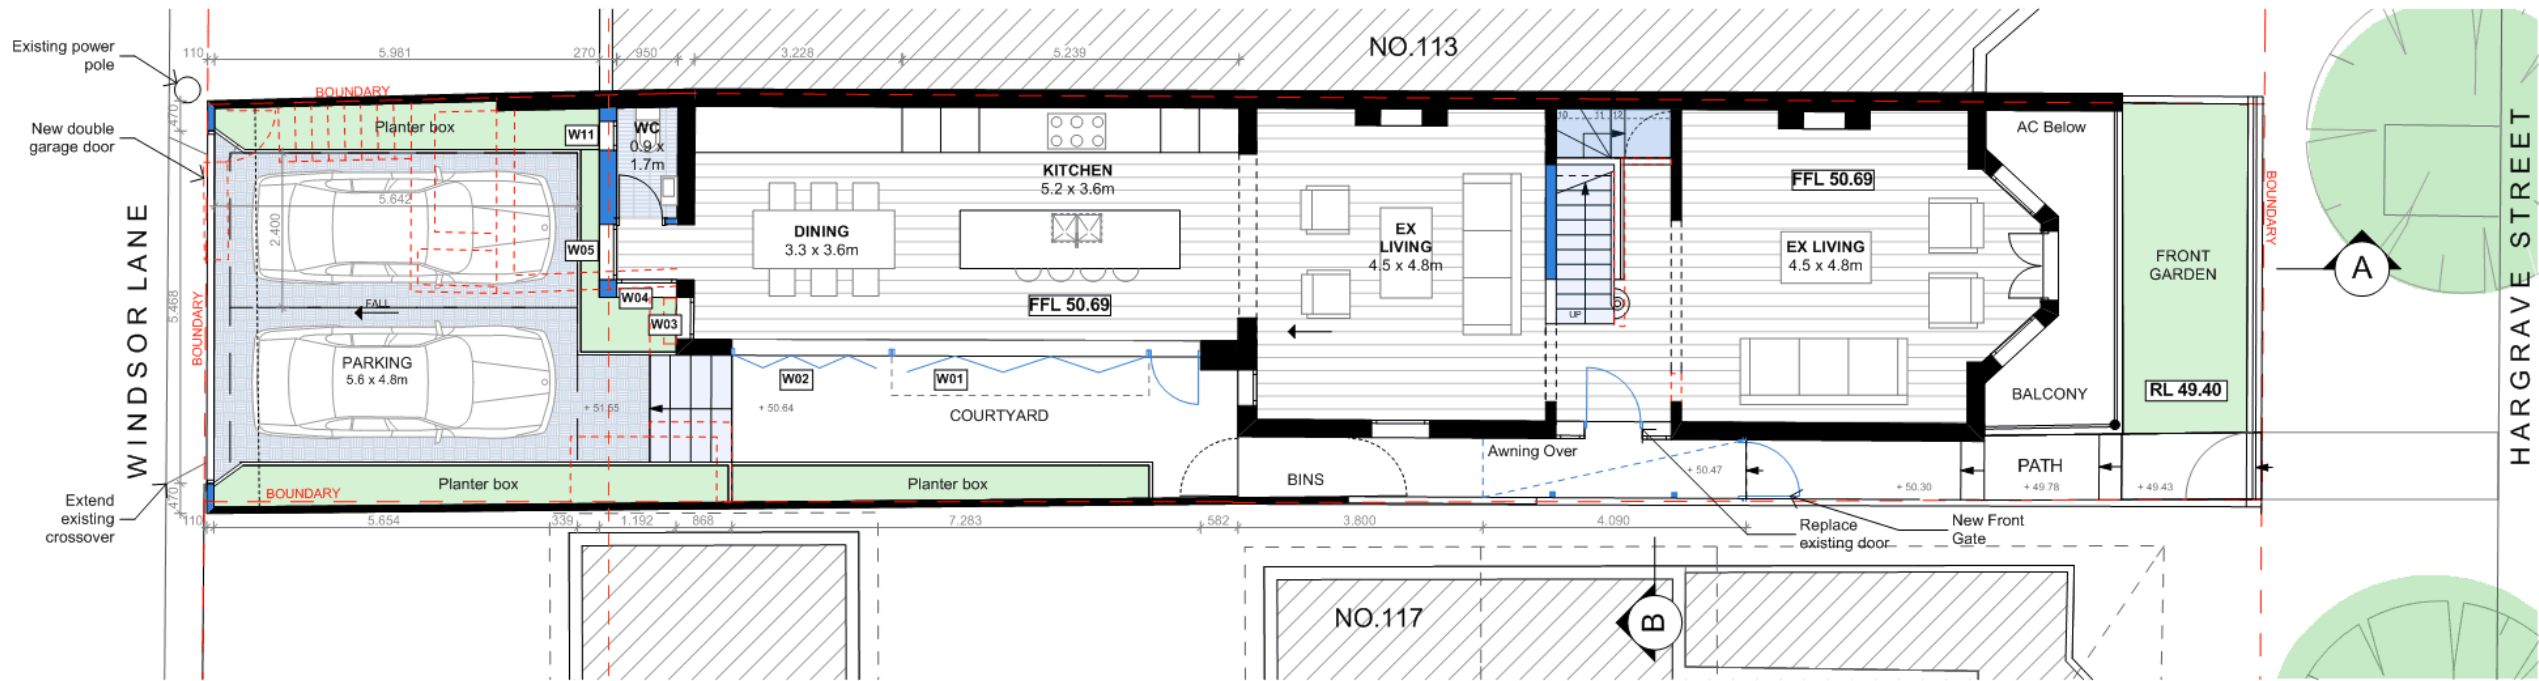 NO.113
Existing power
pole
110
5.981
270
950
3.228
5.239
BOUNDARY
470
New double
garage door
Planter box
W11
WC
0.9 x
1.7m
KITCHEN
5.2 x 3.6m
10
11
12
AC Below
FFL 50.69
5.642
2.400
W05
DINING
3.3 x 3.6m
EX
LIVING
4.5 x 4.8m
EX LIVING
4.5 x 4.8m
FRONT
GARDEN
BOUNDARY
A
HARGRAVE STREET
WINDSOR LANE
BOUNDARY
5.468
FALL
W04
W03
FFL 50.69
UP
PARKING
5.6 x 4.8m
W02
W01
COURTYARD
+ 51.55
+ 50.64
BALCONY
RL 49.40
Awning Over
BINS
PATH
+ 50.47
+ 50.30
+49.78
+ 49.43
Planter box
Planter box
BOUNDARY
470
110
Extend
existing
crossover
5.654
339
1.192
868
7.283
582
3.800
4.090
Replace
existing door
New Front
Gate
NO.117
B